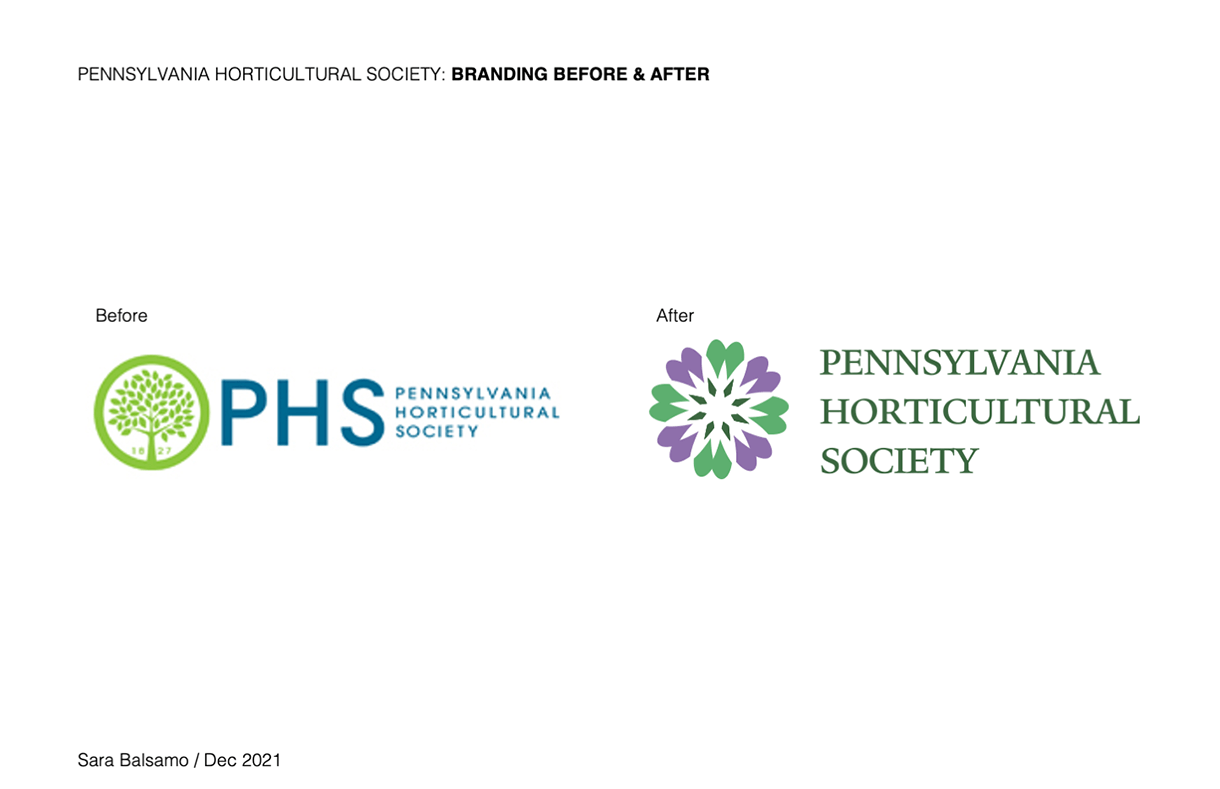 PENNSYLVANIA HORTICULTURAL SOCIETY: BRANDING BEFORE & AFTER
Before
18 27
PHS
PENNSYLVANIA
HORTICULTURAL
SOCIETY
After
PENNSYLVANIA
HORTICULTURAL
SOCIETY
Sara Balsamo / Dec 2021